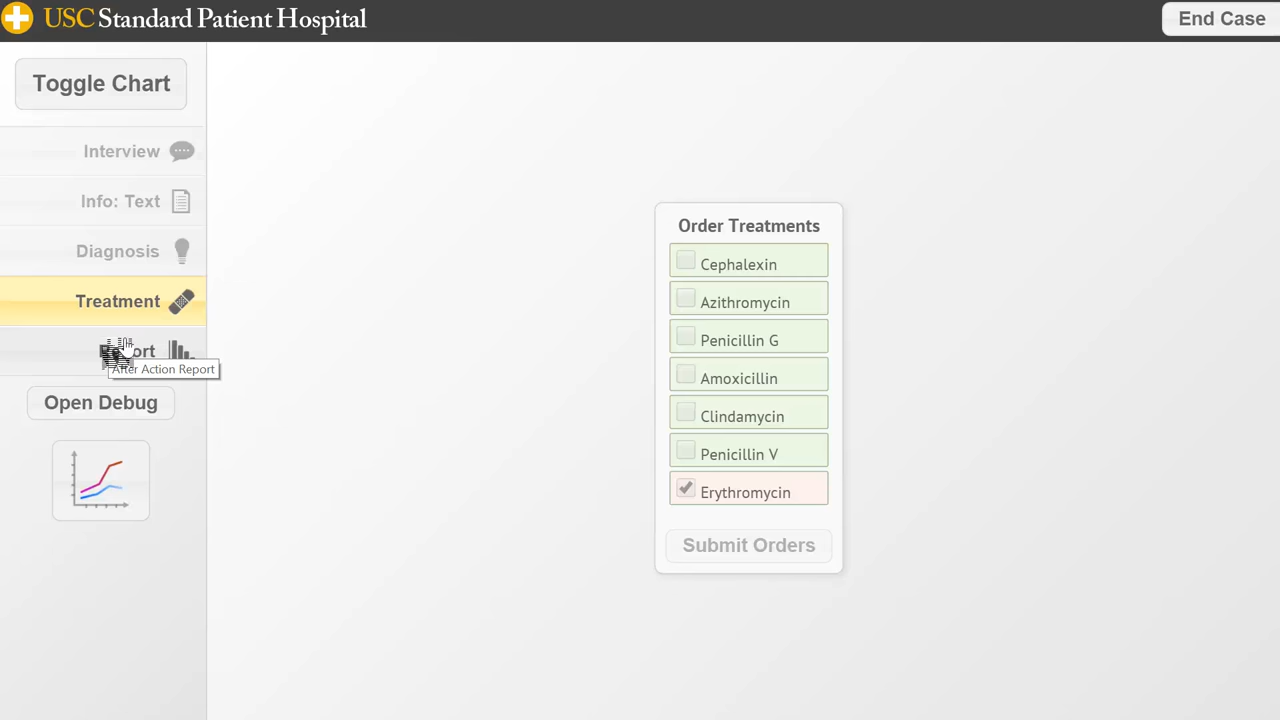 USC Standard Patient Hospital
End Case
Toggle Chart
Interview
Info: Text
Diagnosis
Treatment
After Action Report
Open Debug
Order Treatments
Cephalexin
Azithromycin
Penicillin G
Amoxicillin
Clindamycin
Penicillin V
Erythromycin
Submit Orders